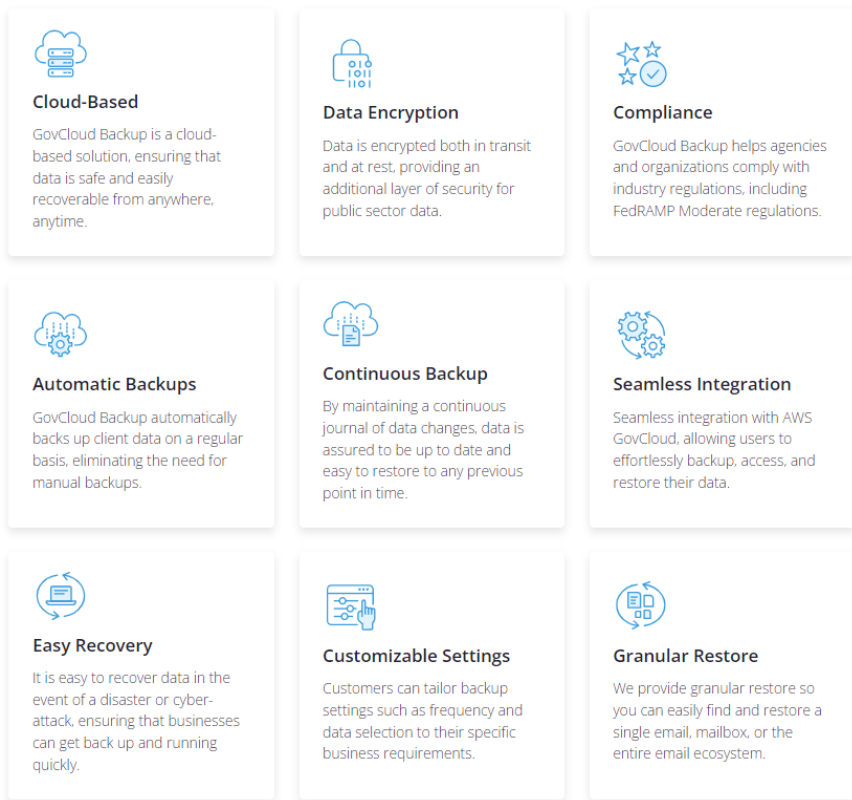 Cloud-Based
GovCloud Backup is a cloud-
based solution, ensuring that
data is safe and easily
recoverable from anywhere,
anytime.
Data Encryption
Data is encrypted both in transit
and at rest, providing an
additional layer of security for
public sector data.
Compliance
GovCloud Backup helps agencies
and organizations comply with
industry regulations, including
FedRAMP Moderate regulations.
Automatic Backups
GovCloud Backup automatically
backs up client data on a regular
basis, eliminating the need for
manual backups.
Continuous Backup
By maintaining a continuous
journal of data changes, data is
assured to be up to date and
easy to restore to any previous
point in time.
Seamless Integration
Seamless integration with AWS
GovCloud, allowing users to
effortlessly backup, access, and
restore their data.
Easy Recovery
It is easy to recover data in the
event of a disaster or cyber-
attack, ensuring that businesses
can get back up and running
quickly.
Customizable Settings
Customers can tailor backup
settings such as frequency and
data selection to their specific
business requirements.
Granular Restore
We provide granular restore so
you can easily find and restore a
single email, mailbox, or the
entire email ecosystem.